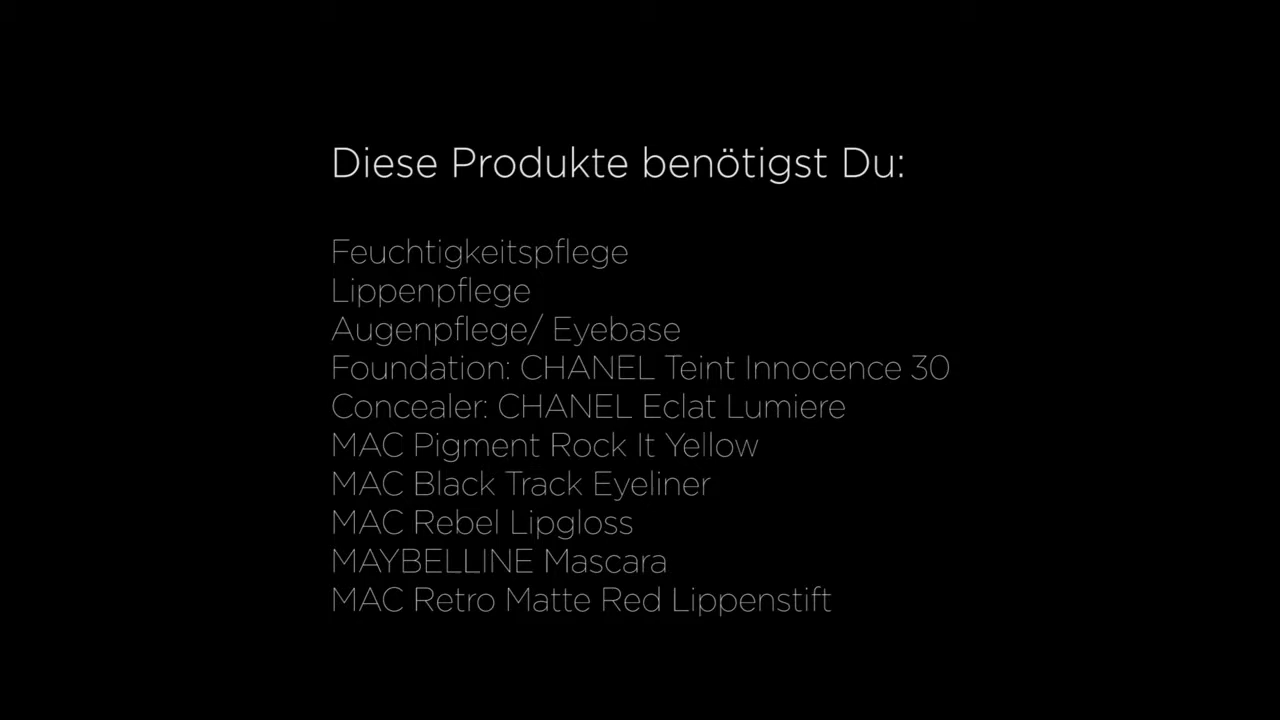 Diese Produkte benötigst Du:
Feuchtigkeitspflege
Lippenpflege
Augenpflege/ Eyebase
Foundation: CHANEL Teint Innocence 30
Concealer: CHANEL Eclat Lumiere
MAC Pigment Rock It Yellow
MAC Black Track Eyeliner
MAC Rebel Lipgloss
MAYBELLINE Mascara
MAC Retro Matte Red Lippenstift